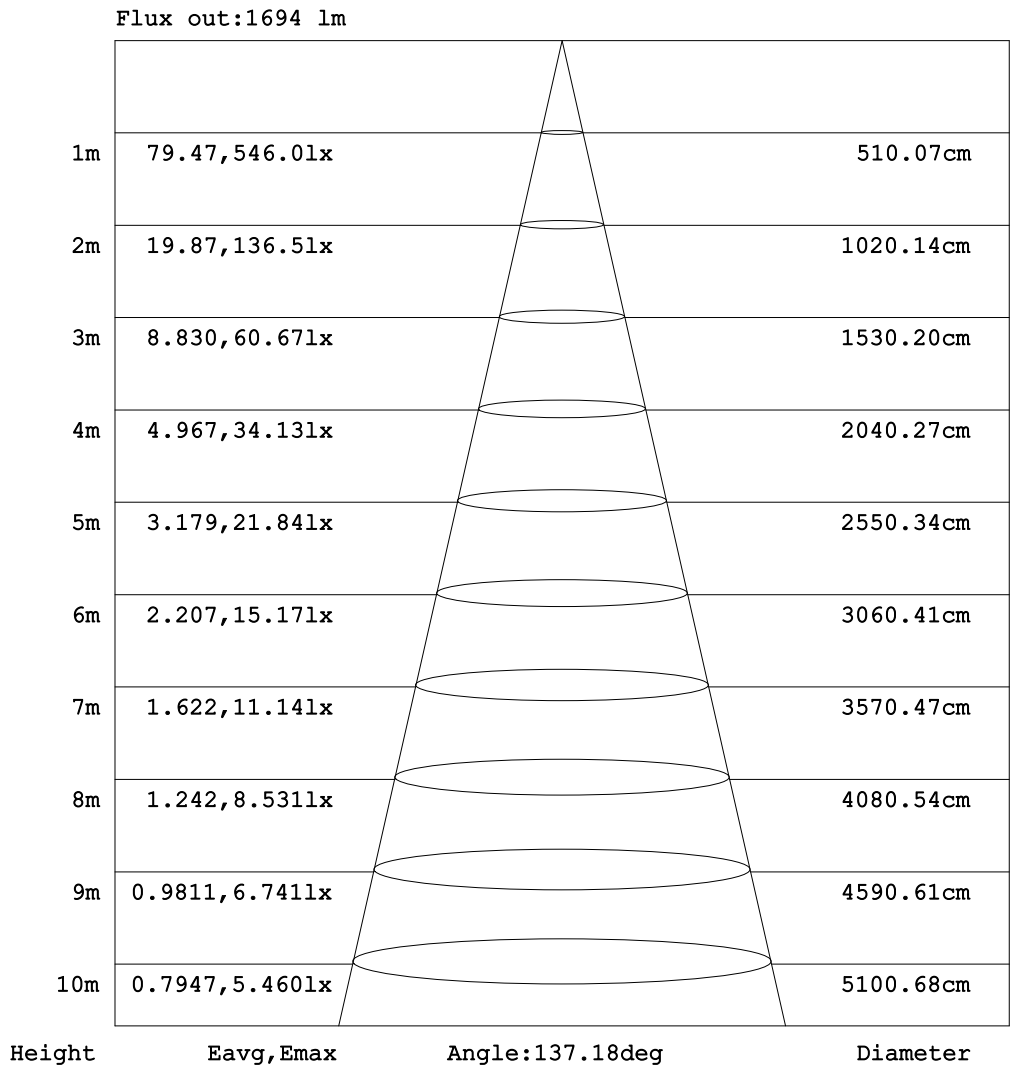 Flux out:1694 lm
1m 79.47,546.0lx 510.07cm
2m 19.87,136.5lx 1020.14cm
3m 8.830,60.67lx 1530.20cm
4m 4.967,34.13lx 2040.27cm
5m 3.179,21.84lx 2550.34cm
6m 2.207,15.17lx 3060.41cm
7m 1.622,11.14lx 3570.47cm
8m 1.242,8.531lx 4080.54cm
9m 0.9811,6.741lx 4590.61cm
10m 0.7947,5.460lx 5100.68cm
Height Eavg,Emax Angle:137.18deg Diameter